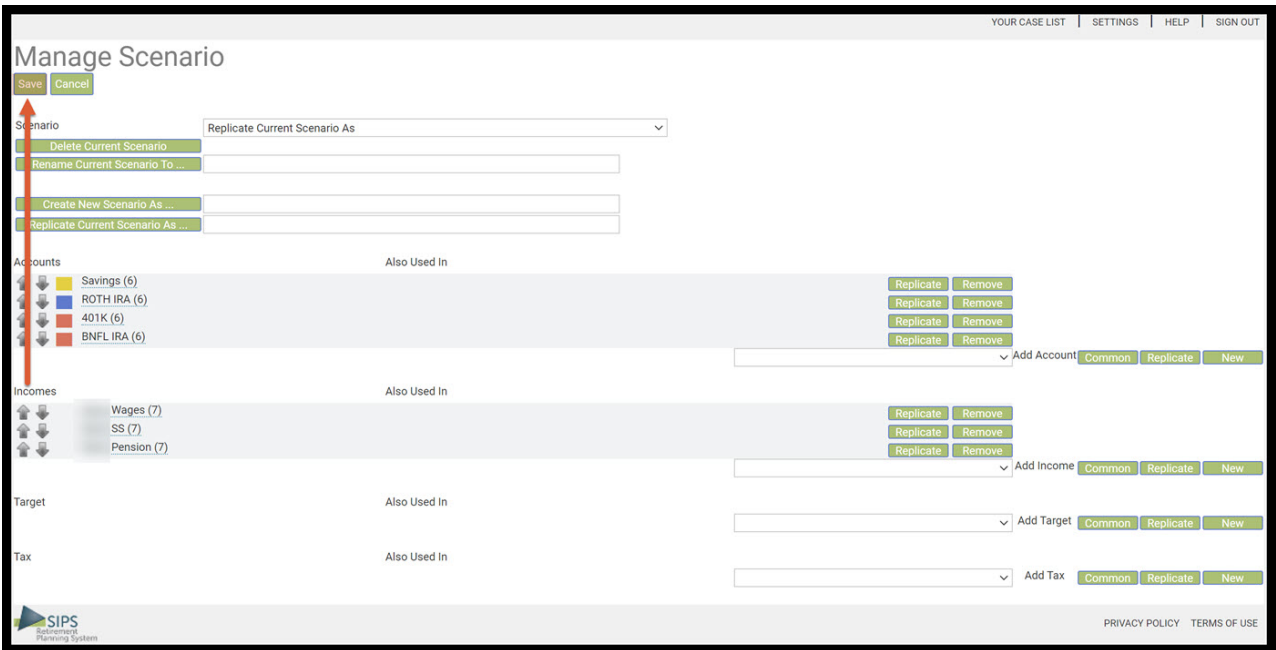 YOUR CASE LIST | SETTINGS | HELP | SIGN OUT
Manage Scenario
Save Cancel
Scenario Replicate Current Scenario As
Delete Current Scenario
Rename Current Scenario To ...
Create New Scenario As ...
Replicate Current Scenario As ...
Accounts Also Used In
Savings (6) Replicate Remove
ROTH IRA (6) Replicate Remove
401K (6) Replicate Remove
BNFL IRA (6) Replicate Remove
Add Account Common Replicate New
Incomes Also Used In
Wages (7) Replicate Remove
SS (7) Replicate Remove
Pension (7) Replicate Remove
Add Income Common Replicate New
Target Also Used In
Add Target Common Replicate New
Tax Also Used In
Add Tax Common Replicate New
SIPS
Retirement
Planning System
PRIVACY POLICY TERMS OF USE